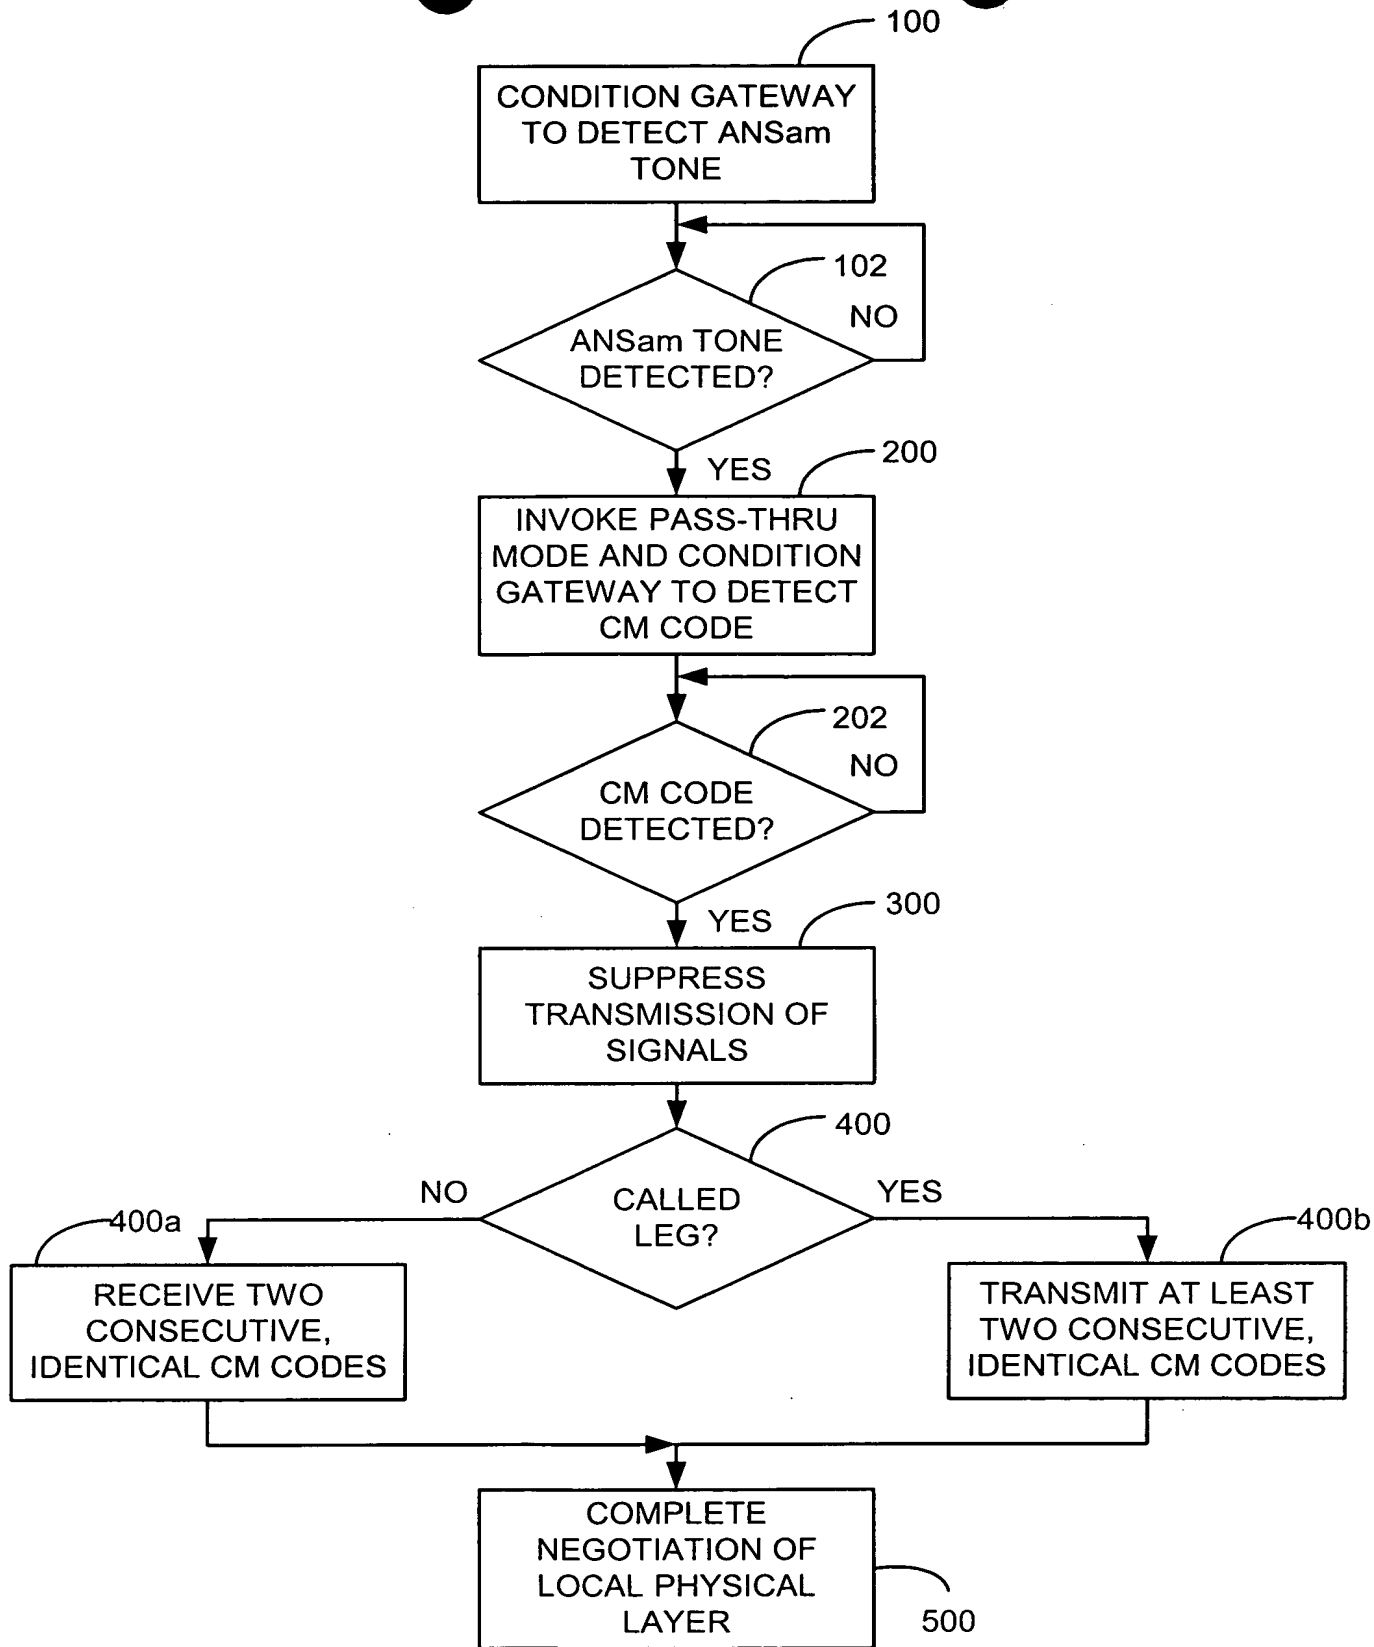 100
CONDITION GATEWAY
TO DETECT ANSam
TONE
102
NO
ANSam TONE
DETECTED?
YES
200
INVOKE PASS-THRU
MODE AND CONDITION
GATEWAY TO DETECT
CM CODE
202
NO
CM CODE
DETECTED?
YES
300
SUPPRESS
TRANSMISSION OF
SIGNALS
400
NO
CALLED
LEG?
YES
400a
400b
RECEIVE TWO
CONSECUTIVE,
IDENTICAL CM CODES
TRANSMIT AT LEAST
TWO CONSECUTIVE,
IDENTICAL CM CODES
COMPLETE
NEGOTIATION OF
LOCAL PHYSICAL
LAYER
500